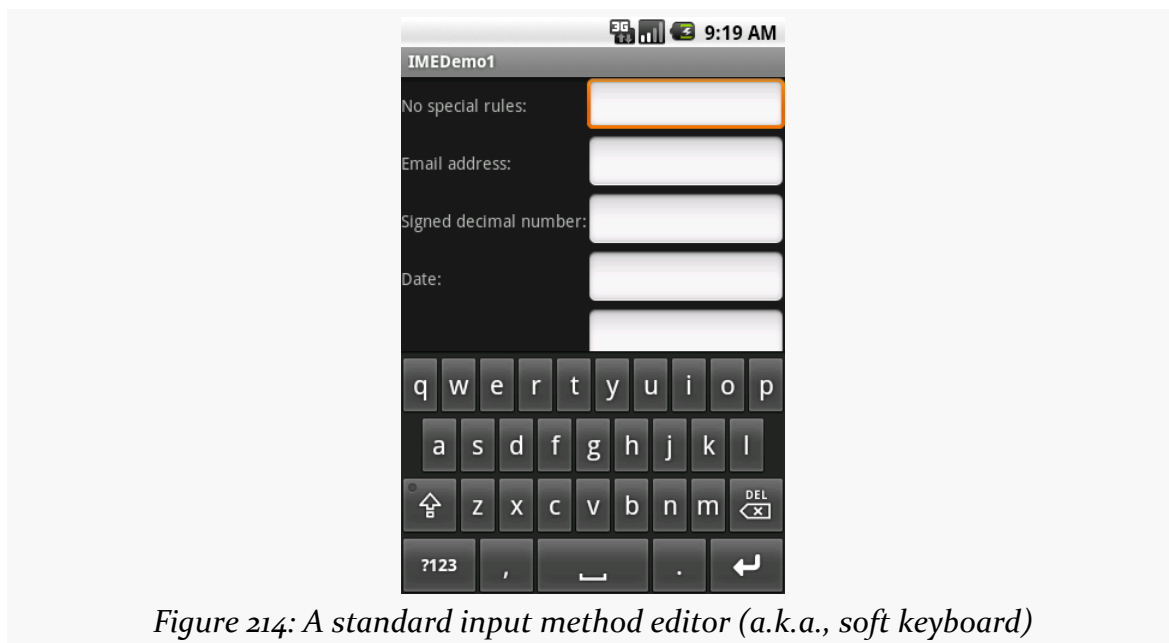 3G 9:19 AM
IMEDemo1
No special rules:
Email address:
Signed decimal number:
Date:
q w e r t y u i o p
a s d f g h j k l
z x c v b n m DEL
?123 , .
Figure 214: A standard input method editor (a.k.a., soft keyboard)